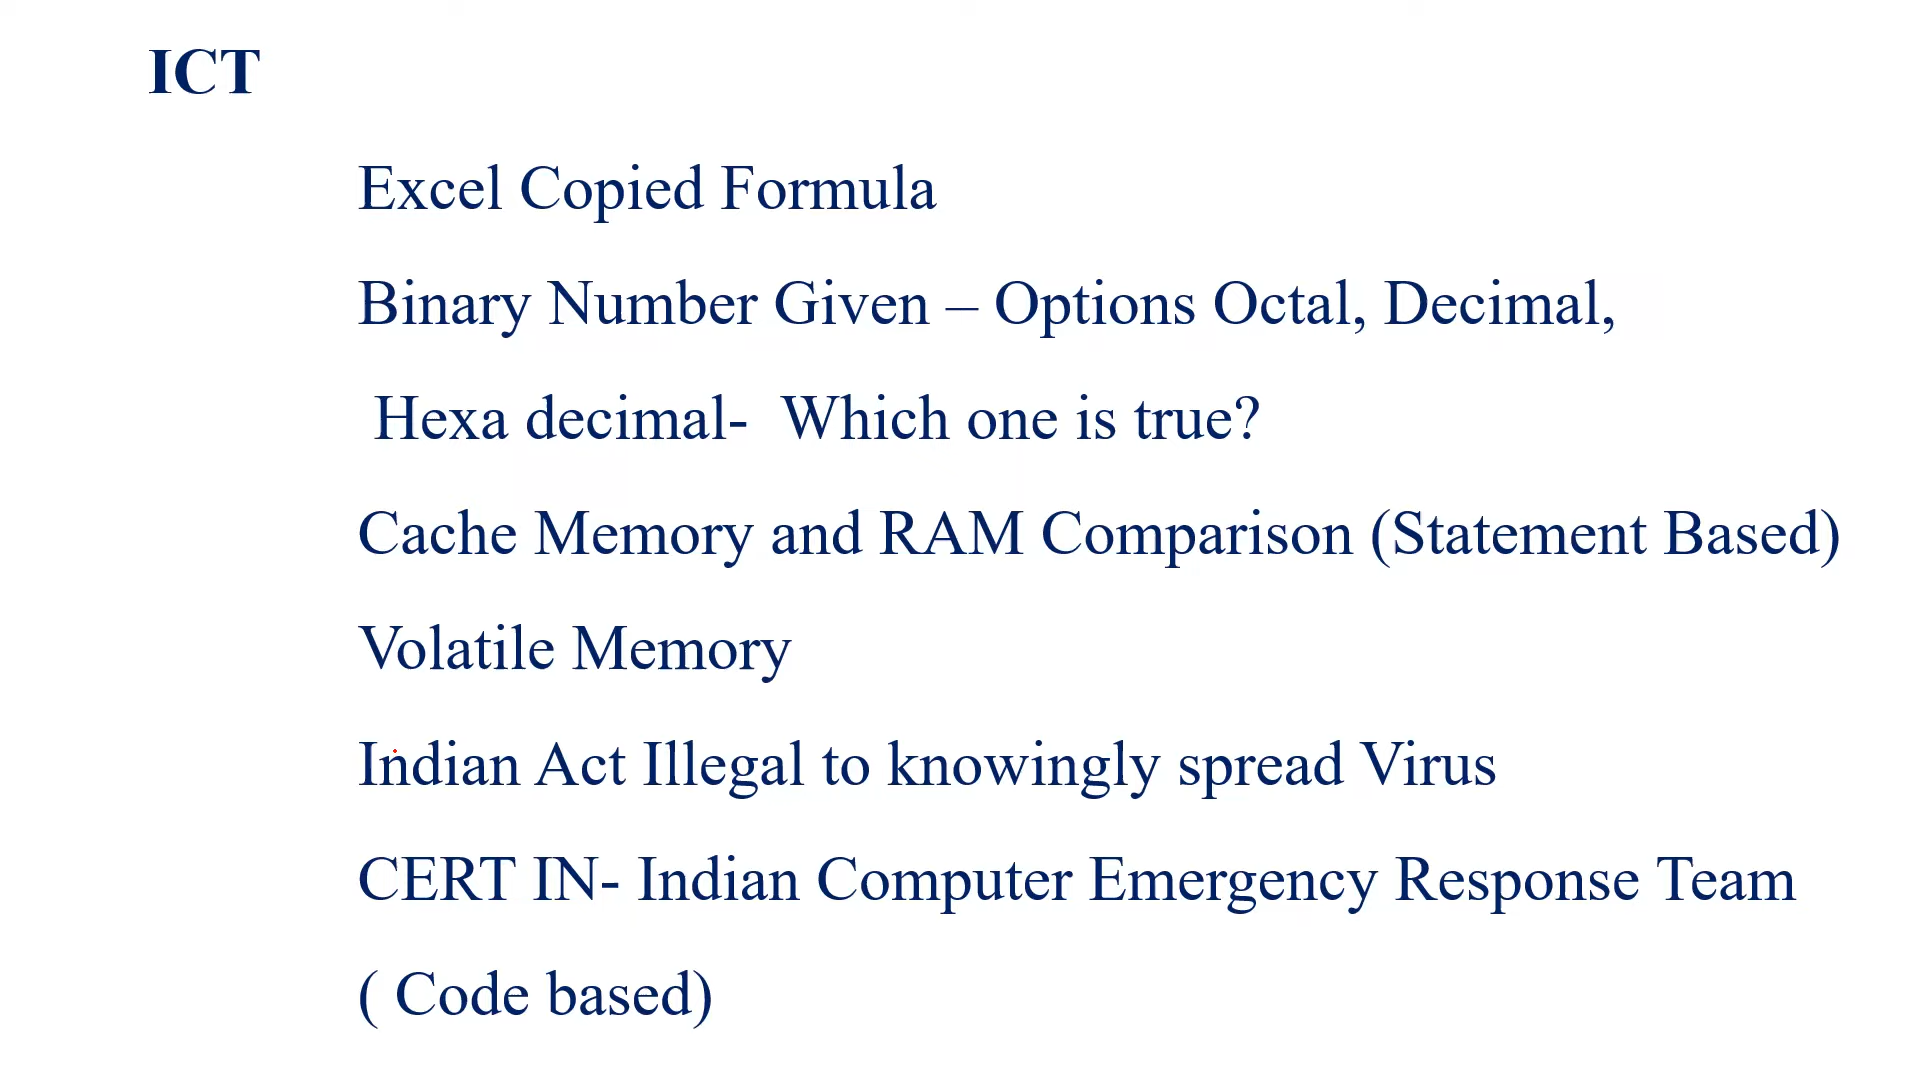 ICT
Excel Copied Formula
Binary Number Given – Options Octal, Decimal,
Hexa decimal-  Which one is true?
Cache Memory and RAM Comparison (Statement Based)
Volatile Memory
Indian Act Illegal to knowingly spread Virus
CERT IN- Indian Computer Emergency Response Team
( Code based)